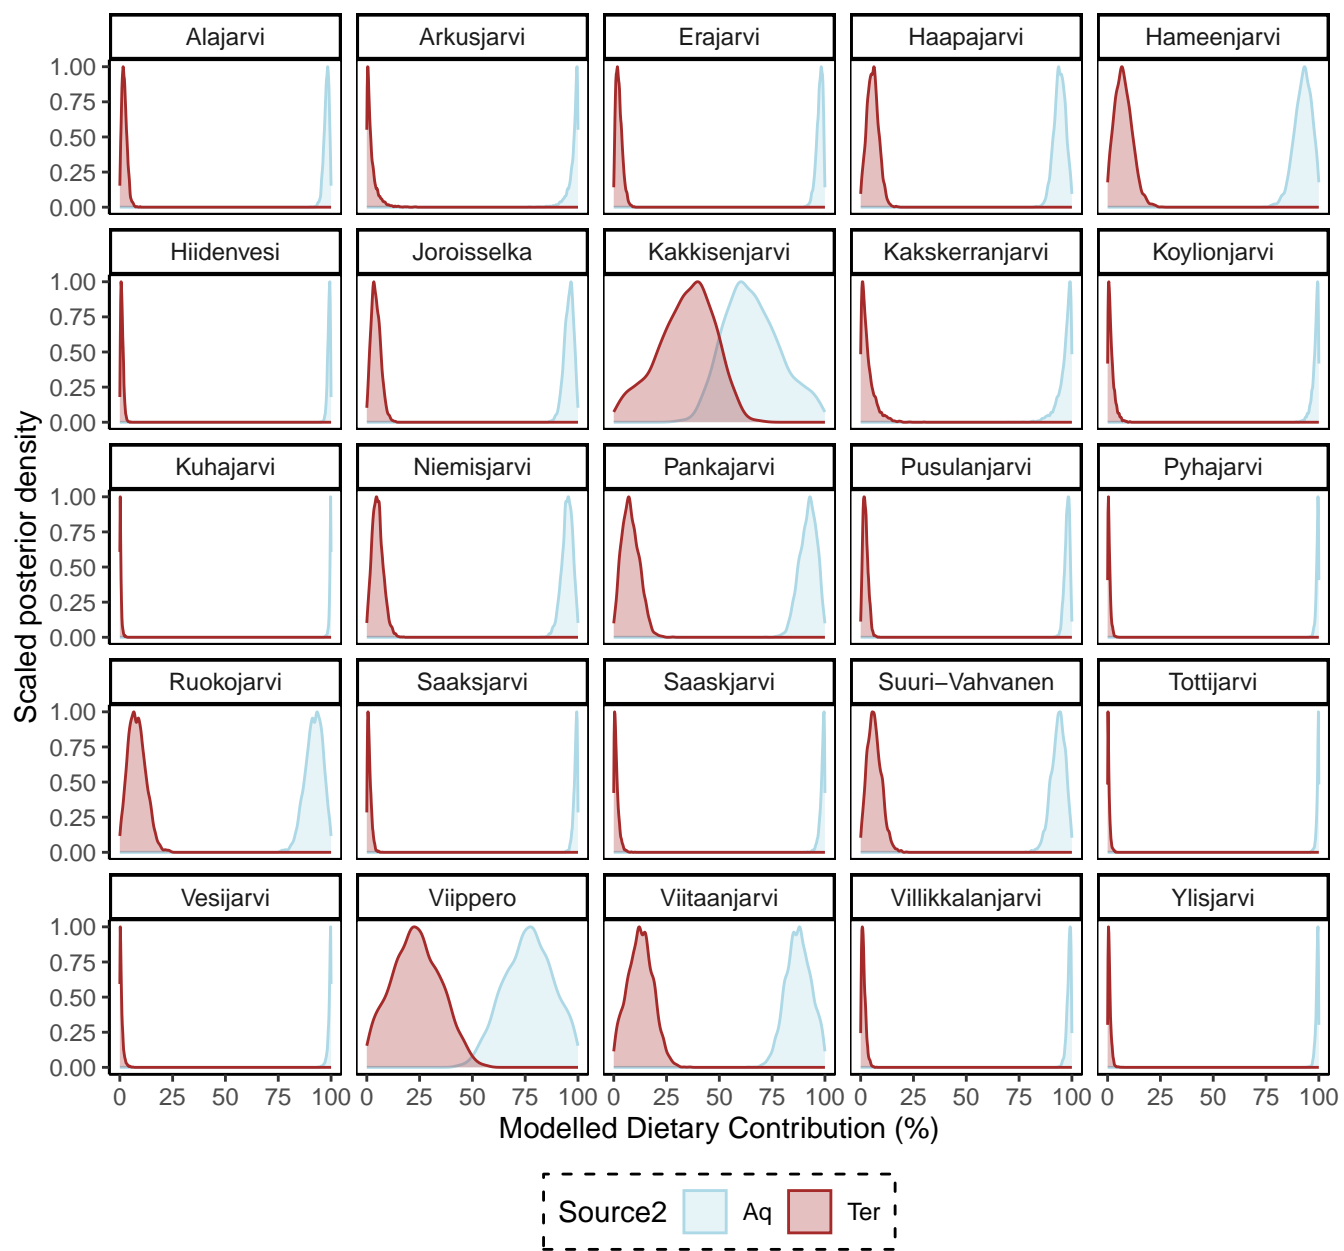 Alajarvi Arkusjarvi Erajarvi Haapajarvi Hameenjarvi
1.00
0.75
0.50
0.25
0.00
Hiidenvesi Joroisselka Kakkisenjarvi Kakskerranjarvi Koylionjarvi
1.00
0.75
0.50
0.25
0.00
Kuhajarvi Niemisjarvi Pankajarvi Pusulanjarvi Pyhajarvi
1.00
0.75
0.50
0.25
0.00
Ruokojarvi Saaksjarvi Saaskjarvi Suuri−Vahvanen Tottijarvi
1.00
0.75
0.50
0.25
0.00
Vesijarvi Viippero Viitaanjarvi Villikkalanjarvi Ylisjarvi
1.00
0.75
0.50
0.25
0.00
0 25 50 75 100 0 25 50 75 100 0 25 50 75 100 0 25 50 75 100 0 25 50 75 100
Scaled posterior density
Modelled Dietary Contribution (%)
Source2 Aq Ter